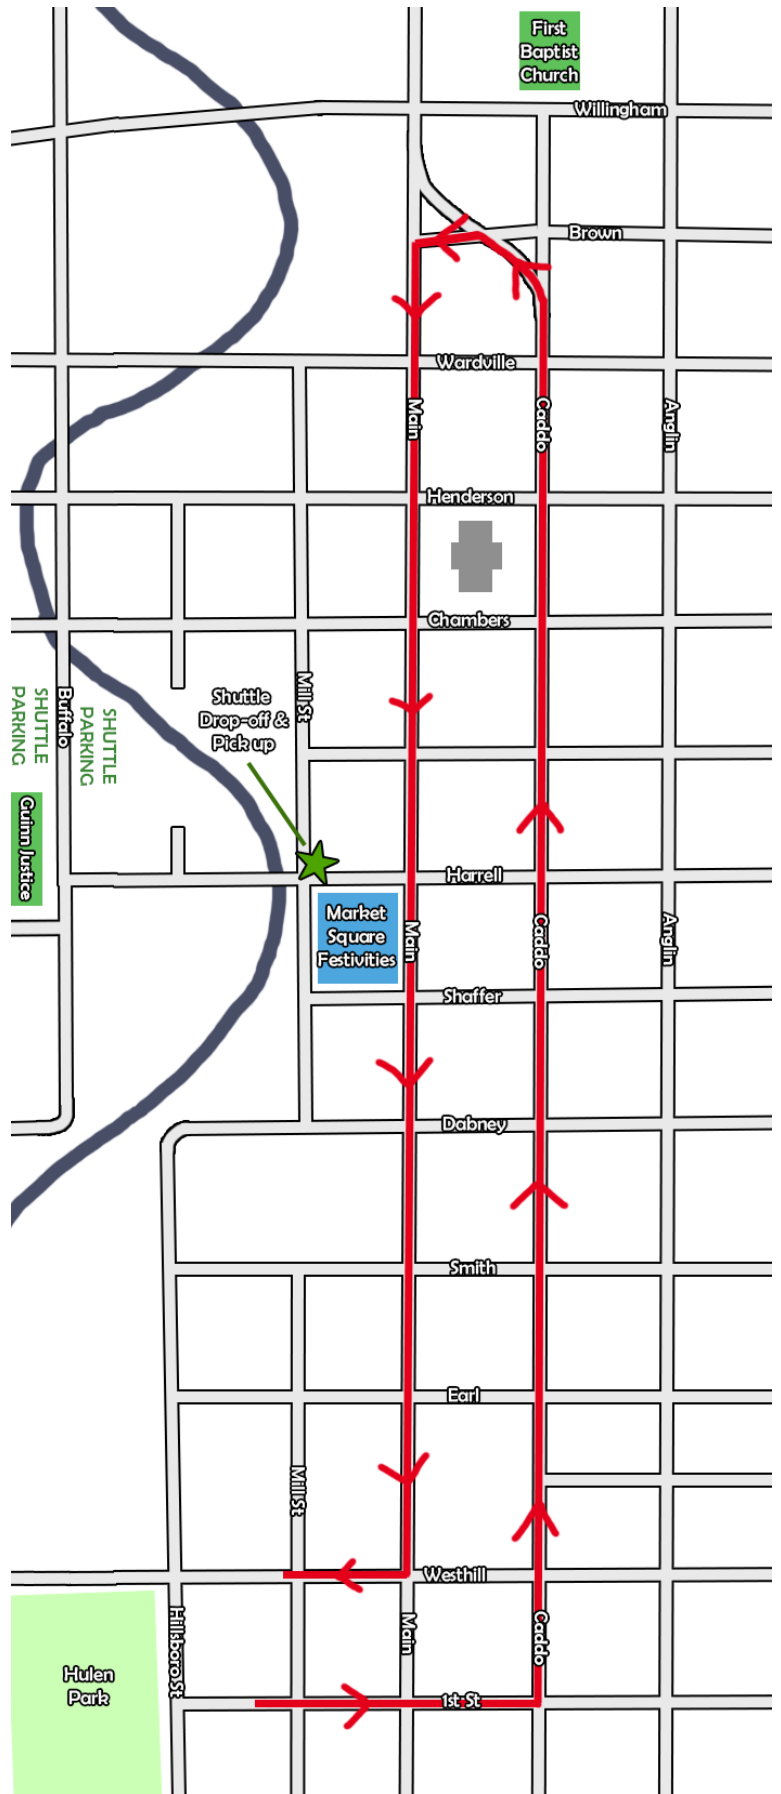 First
Baptist
Church
Willingham
Brown
Wardville
Main
Caddo
Anglin
Henderson
Chambers
SHUTTLE
PARKING
Buffalo
SHUTTLE
PARKING
Shuttle
Drop-off &
Pick up
Mill St
Guinn Justice
Harrell
Market
Square
Festivities
Main
Caddo
Anglin
Shaffer
Dabney
Smith
Earl
Mill St
Westhill
Hillsboro St
Main
Caddo
Hulen
Park
1st St